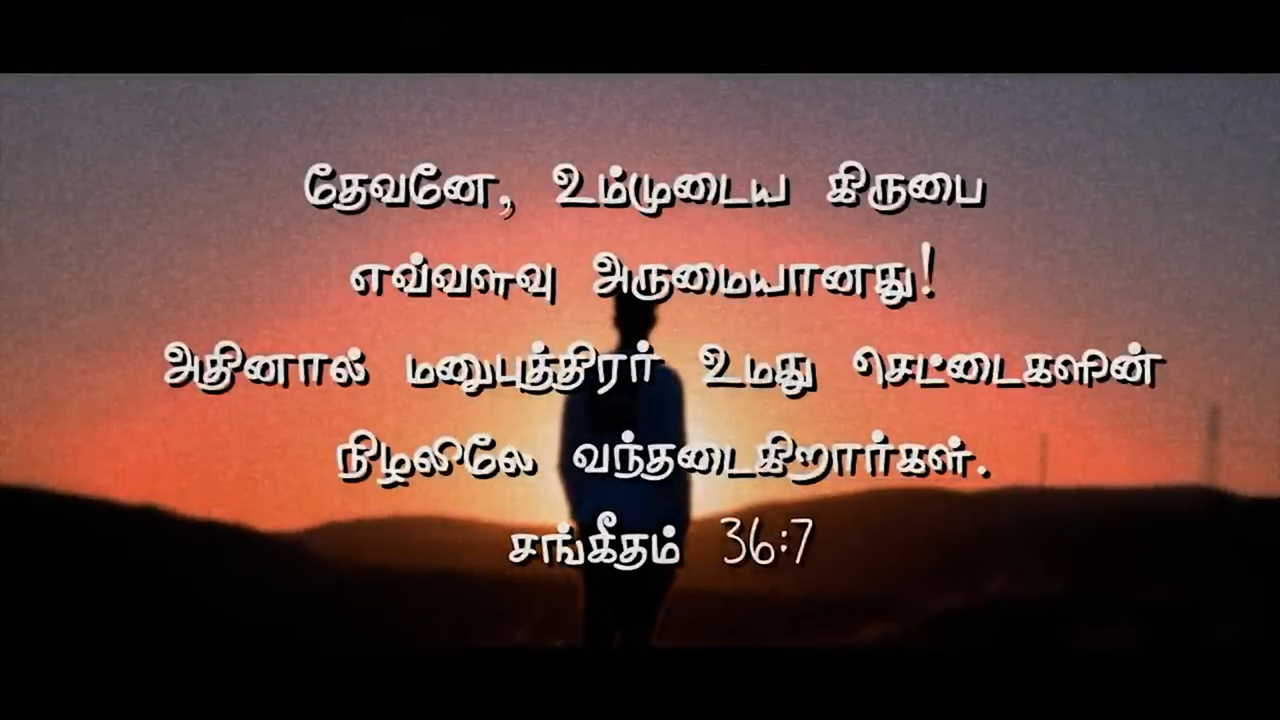 தேவனே, உம்முடைய கிருபை
எவ்வளவு அருமையானது!
அதினால் மனுபுத்திரர் உமது செட்டைகளின்
நிழலிலே வந்தடைகிறார்கள்.
சங்கீதம் 36:7